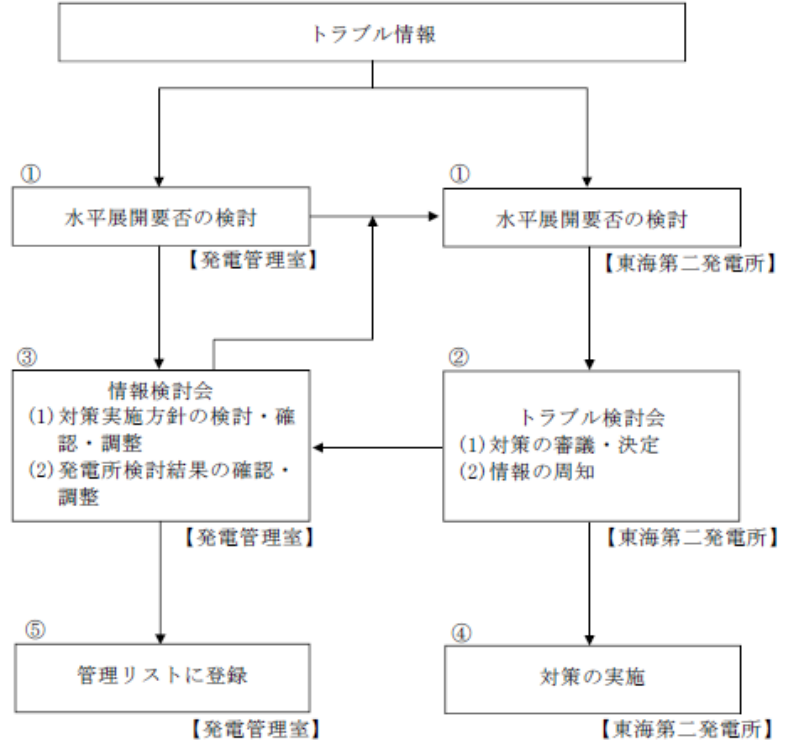 トラブル情報
①
水平展開要否の検討
【発電管理室】
①
水平展開要否の検討
【東海第二発電所】
③
情報検討会
(1)対策実施方針の検討・確
認・調整
(2)発電所検討結果の確認・
調整
【発電管理室】
②
トラブル検討会
(1)対策の審議・決定
(2)情報の周知
【東海第二発電所】
⑤
管理リストに登録
【発電管理室】
④
対策の実施
【東海第二発電所】